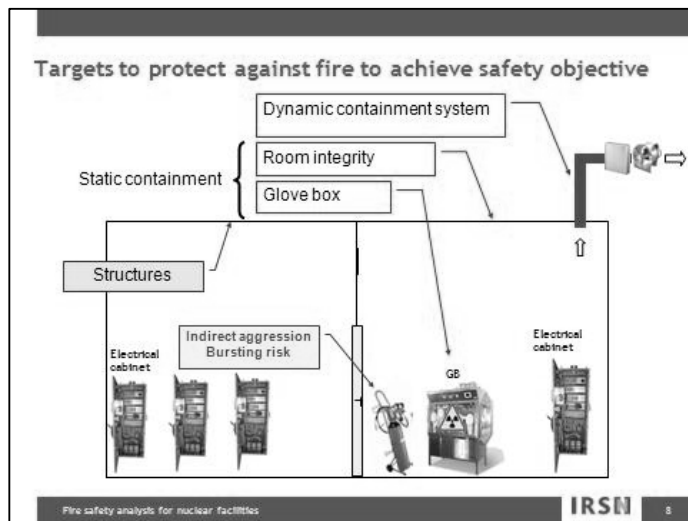 Targets to protect against fire to achieve safety objective
Dynamic containment system
Room integrity
Static containment
Glove box
Structures
Indirect aggression
Bursting risk
Electrical
cabinet
GB
Electrical
cabinet
Fire safety analysis for nuclear facilities
IRSN
8